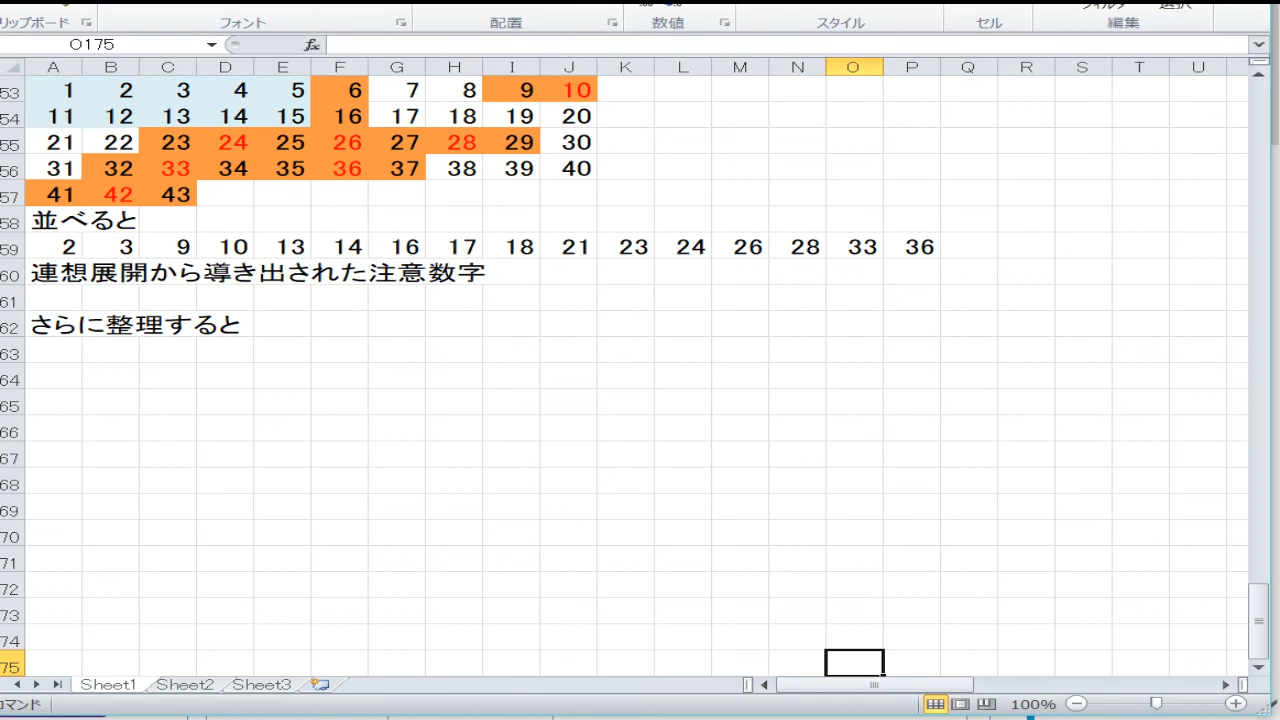 リップボード フォント 配置 数値 スタイル セル 編集
O175 fx
A B C D E F G H I J K L M N O P Q R S T U
53 1 2 3 4 5 6 7 8 9 10
54 11 12 13 14 15 16 17 18 19 20
55 21 22 23 24 25 26 27 28 29 30
56 31 32 33 34 35 36 37 38 39 40
57 41 42 43
58 並べると
59 2 3 9 10 13 14 16 17 18 21 23 24 26 28 33 36
60 連想展開から導き出された注意数字
61
62 さらに整理すると
63
64
65
66
67
68
69
70
71
72
73
74
75
Sheet1 Sheet2 Sheet3
コマンド 100%